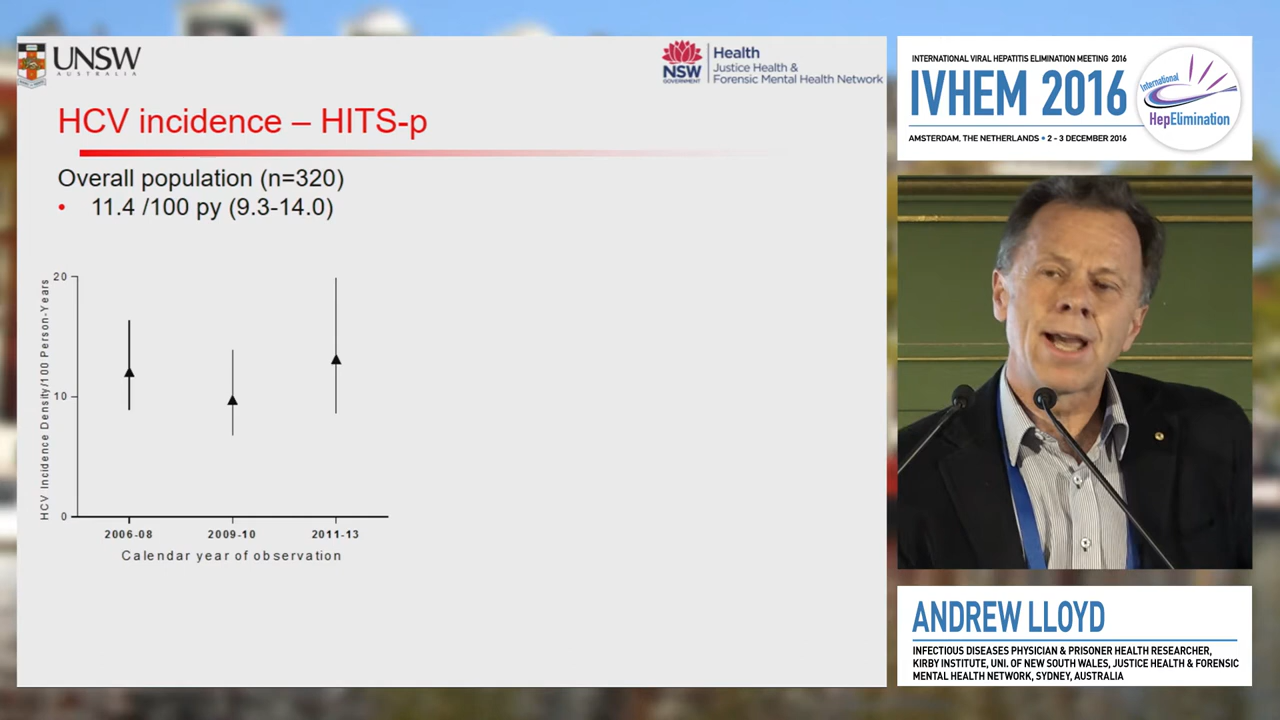 UNSW
AUSTRALIA
NSW
GOVERNMENT
Health
Justice Health &
Forensic Mental Health Network
HCV incidence – HITS-p
Overall population (n=320)
• 11.4 /100 py (9.3-14.0)
HCV Incidence Density/100 Person-Years
20
10
0
2006-08 2009-10 2011-13
Calendar year of observation
INTERNATIONAL VIRAL HEPATITIS ELIMINATION MEETING 2016
IVHEM 2016
AMSTERDAM, THE NETHERLANDS • 2 - 3 DECEMBER 2016
International
HepElimination
ANDREW LLOYD
INFECTIOUS DISEASES PHYSICIAN & PRISONER HEALTH RESEARCHER,
KIRBY INSTITUTE, UNI. OF NEW SOUTH WALES, JUSTICE HEALTH & FORENSIC
MENTAL HEALTH NETWORK, SYDNEY, AUSTRALIA